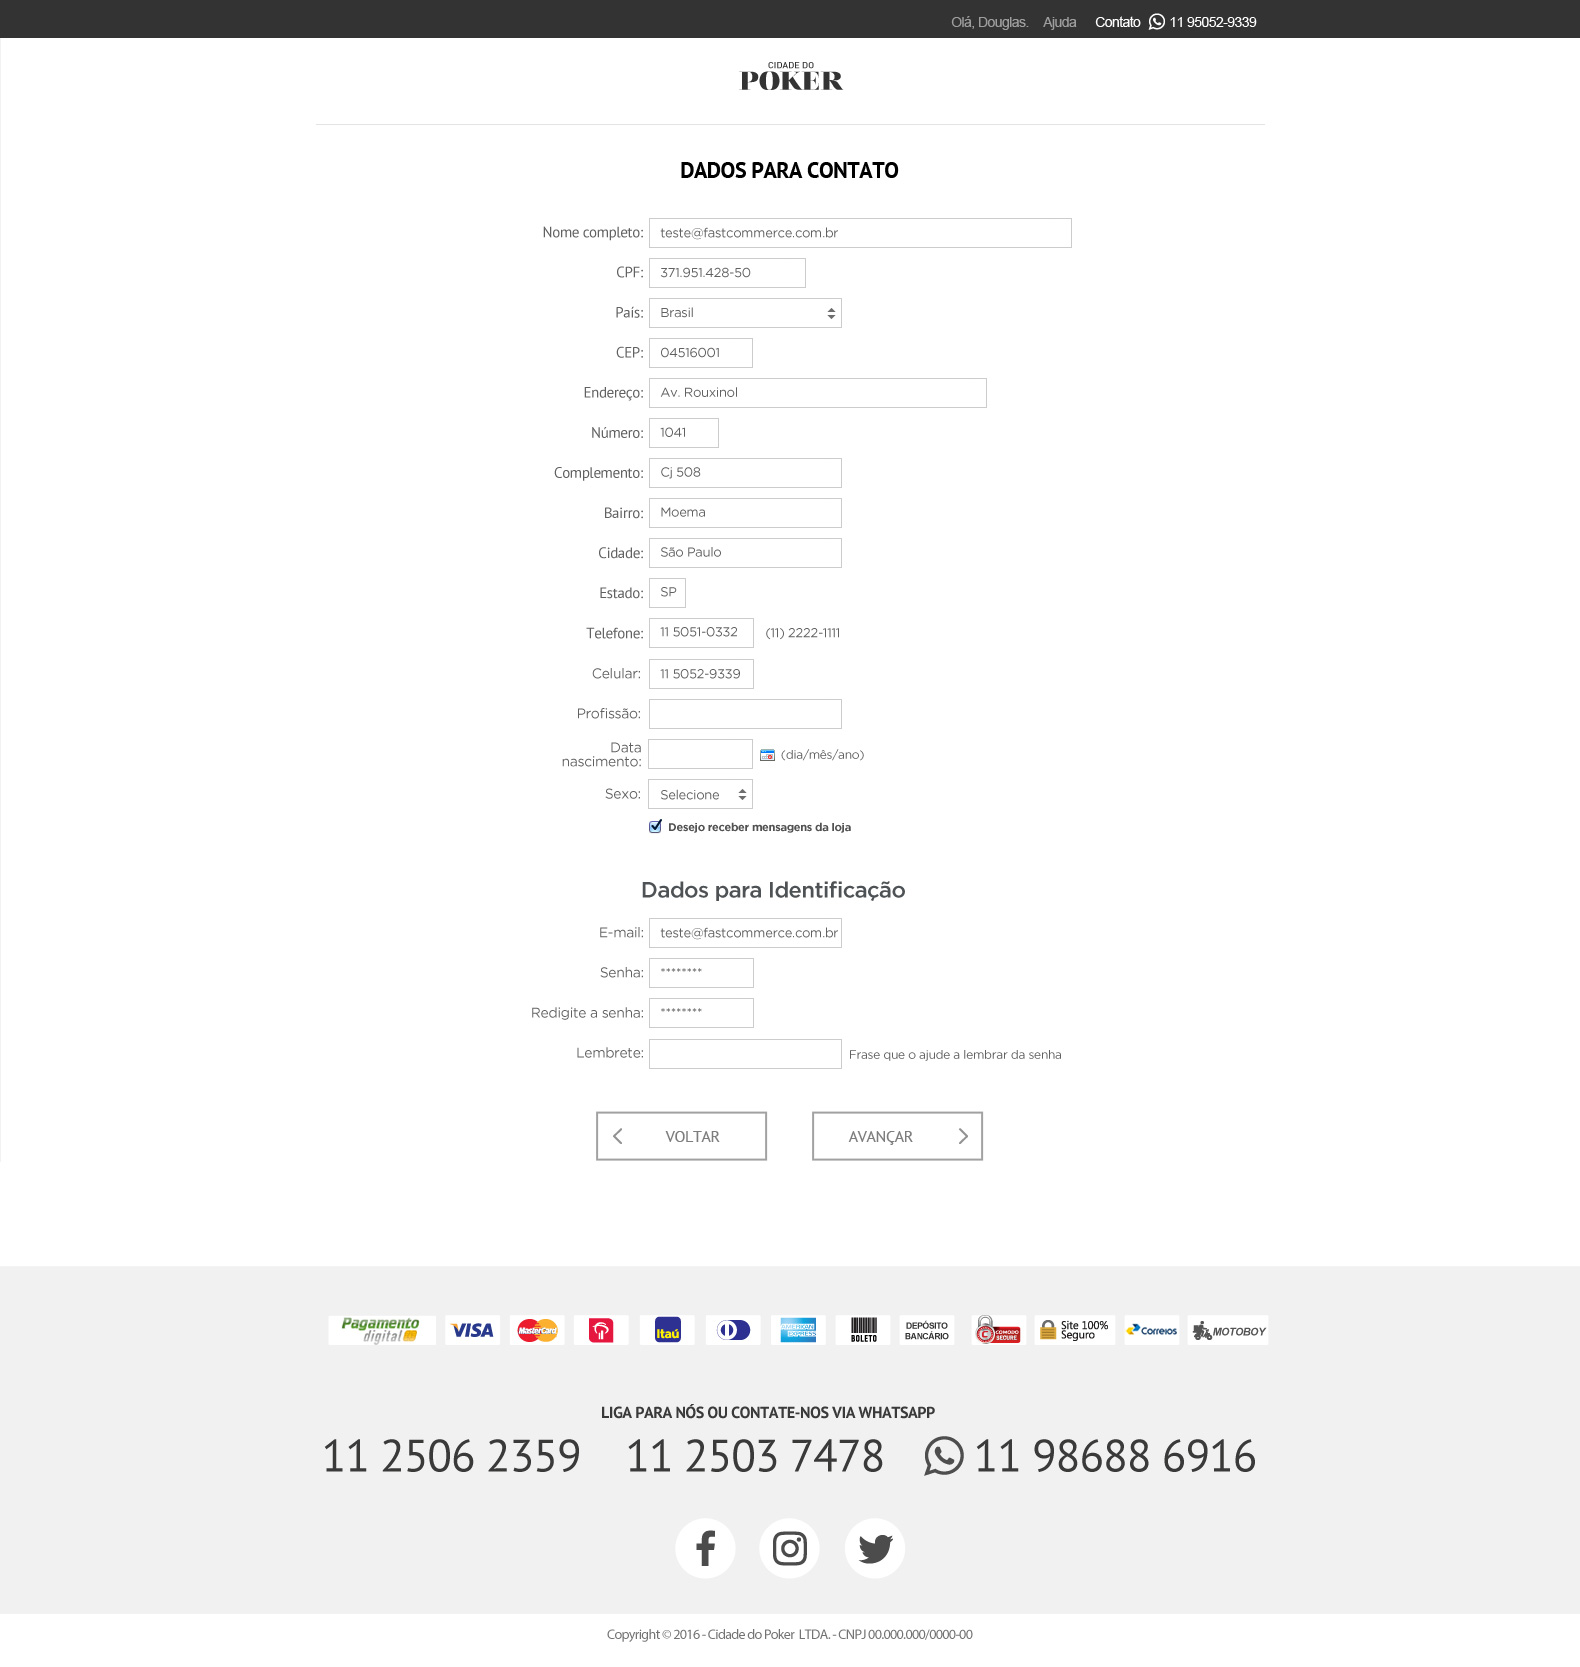 Olá, Douglas. Ajuda Contato 11 95052-9339
CIDADE DO
POKER
DADOS PARA CONTATO
Nome completo: teste@fastcommerce.com.br
CPF: 371.951.428-50
País: Brasil
CEP: 04516001
Endereço: Av. Rouxinol
Número: 1041
Complemento: Cj 508
Bairro: Moema
Cidade: São Paulo
Estado: SP
Telefone: 11 5051-0332 (11) 2222-1111
Celular: 11 5052-9339
Profissão:
Data
nascimento: (dia/mês/ano)
Sexo: Selecione
Desejo receber mensagens da loja
Dados para Identificação
E-mail: teste@fastcommerce.com.br
Senha: ********
Redigite a senha: ********
Lembrete: Frase que o ajude a lembrar da senha
VOLTAR AVANÇAR
Pagamento
digital
VISA
MasterCard
Itaú
AMERICAN
EXPRESS
BOLETO
DEPÓSITO
BANCÁRIO
COMODO
SECURE
Site 100%
Seguro
Correios
MOTOBOY
LIGA PARA NÓS OU CONTATE-NOS VIA WHATSAPP
11 2506 2359 11 2503 7478 11 98688 6916
Copyright © 2016 - Cidade do Poker LTDA. - CNPJ 00.000.000/0000-00